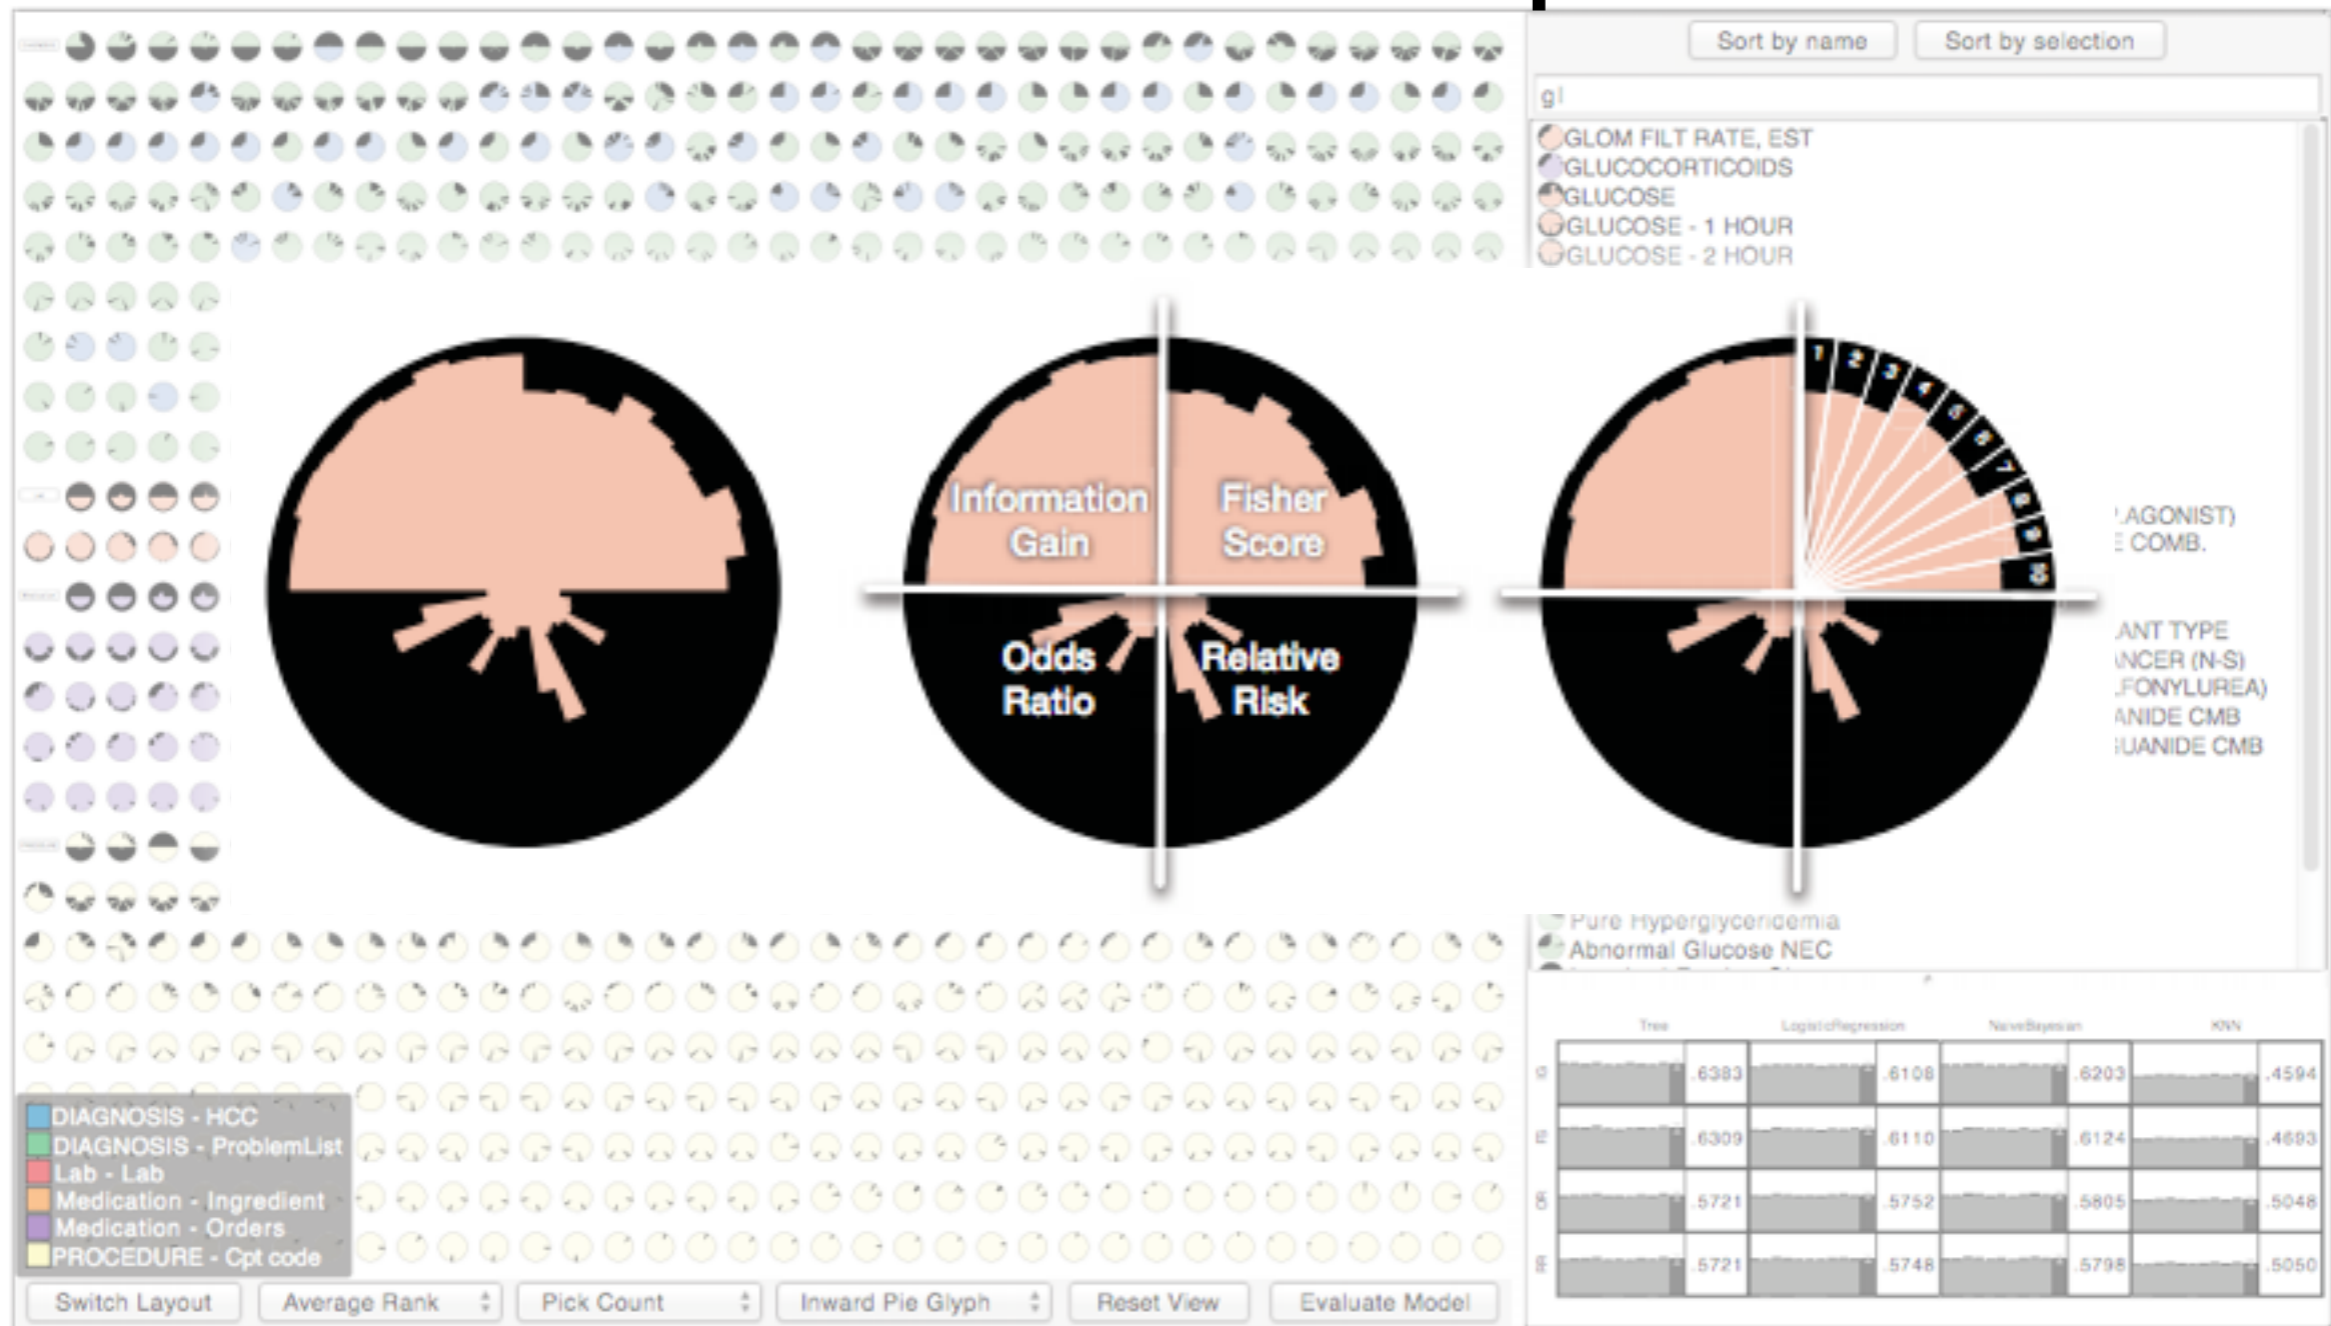 Sort by name
Sort by selection
gl
GLOM FILT RATE, EST
GLUCOCORTICOIDS
GLUCOSE
GLUCOSE - 1 HOUR
GLUCOSE - 2 HOUR
Information
Gain
Fisher
Score
Odds
Ratio
Relative
Risk
1
2
3
4
5
6
7
8
9
10
AGONIST)
COMB.
ANT TYPE
(N-S)
CMB
CMB
Pure Hyperglyceridemia
Abnormal Glucose NEC
Tree
LogisticRegression
NaiveBayesian
KNN
IG
.6383
.6108
.6203
.4594
FS
.6309
.6110
.6124
.4693
OR
.5721
.5752
.5805
.5048
RR
.5721
.5748
.5798
.5050
DIAGNOSIS - HCC
DIAGNOSIS - ProblemList
Lab - Lab
Medication - Ingredient
Medication - Orders
PROCEDURE - Cpt code
Switch Layout
Average Rank
Pick Count
Inward Pie Glyph
Reset View
Evaluate Model